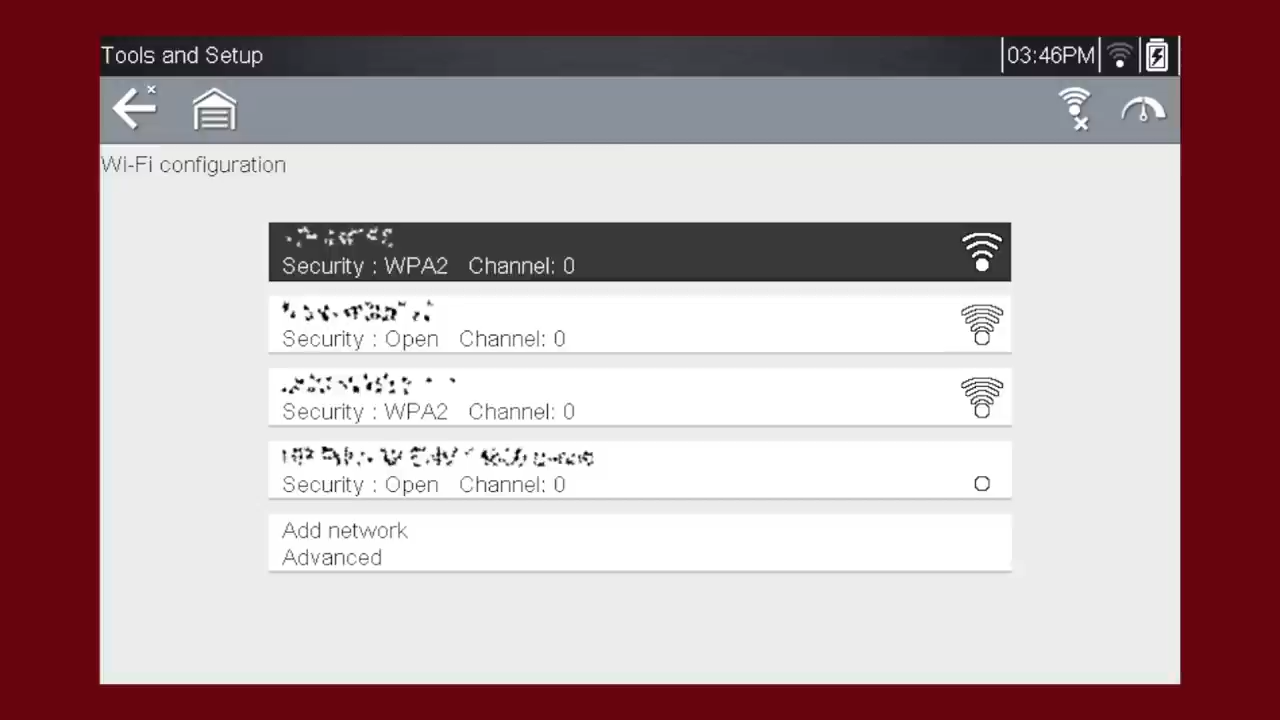 Tools and Setup
03:46PM
Wi-Fi configuration
Security : WPA2 Channel: 0
Security : Open Channel: 0
Security : WPA2 Channel: 0
Security : Open Channel: 0
Add network
Advanced